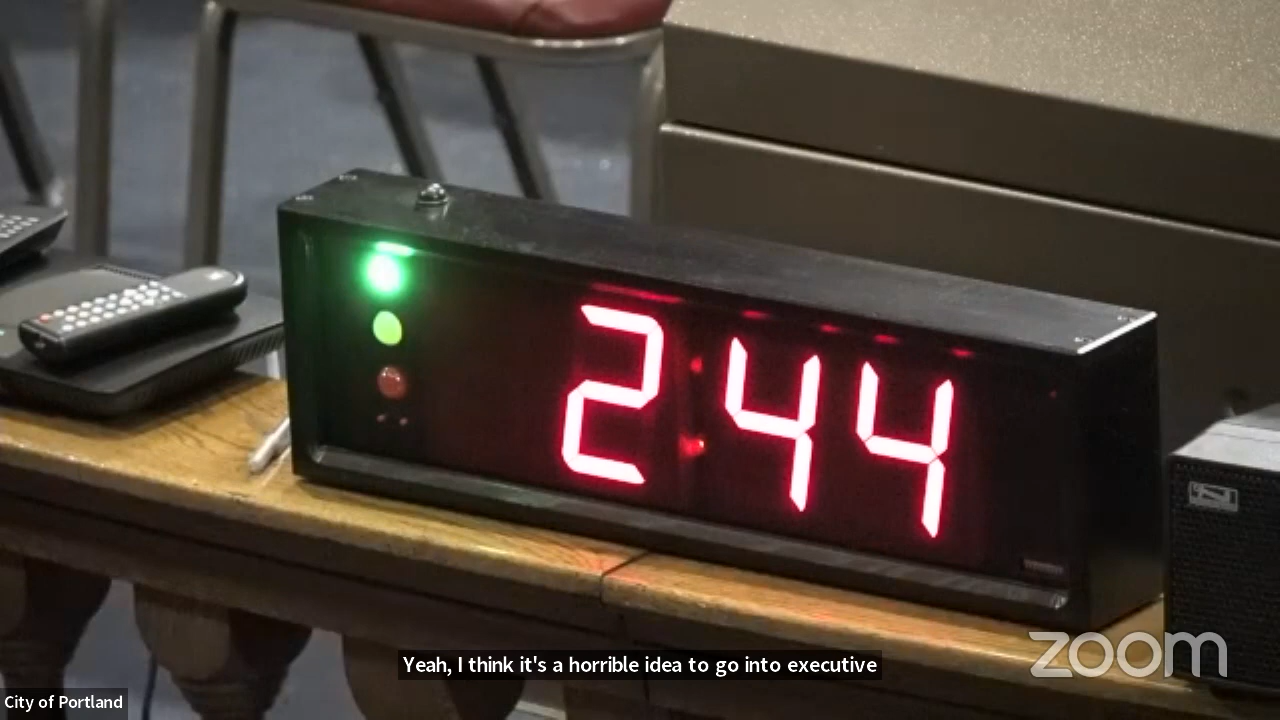 2:44
Yeah, I think it's a horrible idea to go into executive
zoom
City of Portland